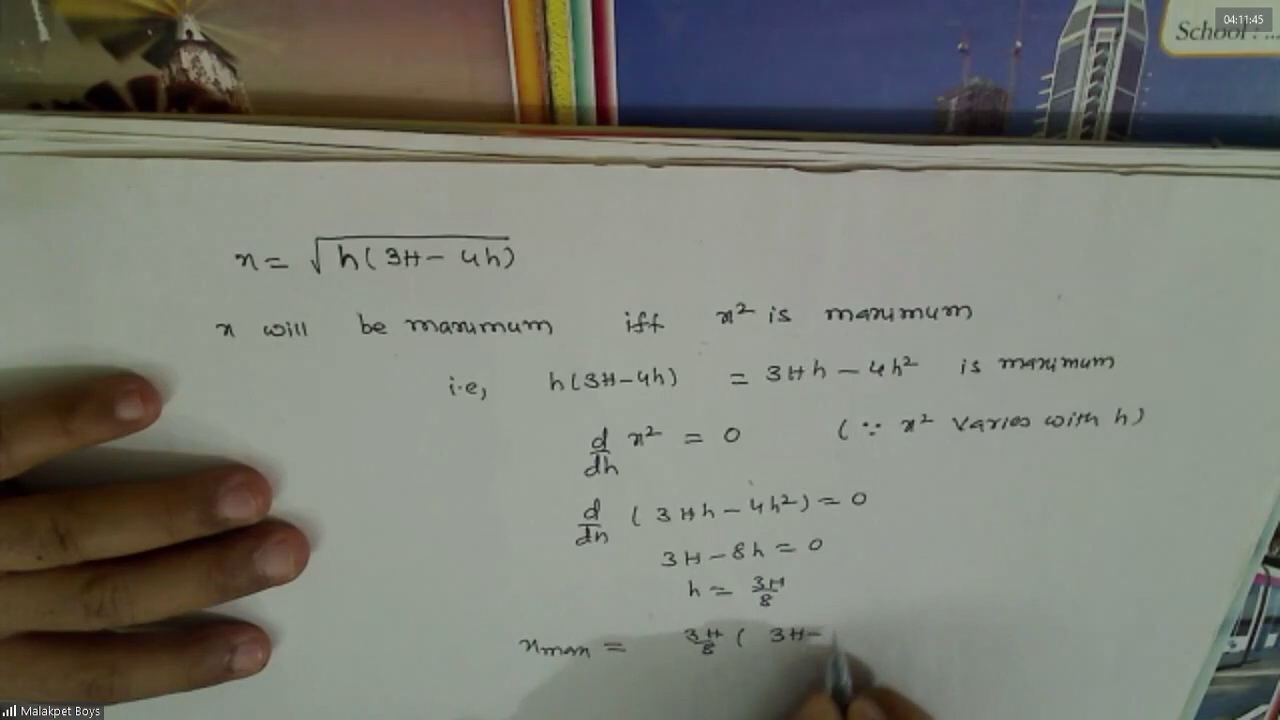 04:11:45
School : ...
x = √h(3H - 4h)
x will be maximum iff x² is maximum
i.e, h(3H-4h) = 3Hh - 4h² is maximum
d/dh x² = 0 (∵ x² varies with h)
d/dh (3Hh - 4h²) = 0
3H - 8h = 0
h = 3H/8
xmax = 3H/8 ( 3H-
Malakpet Boys